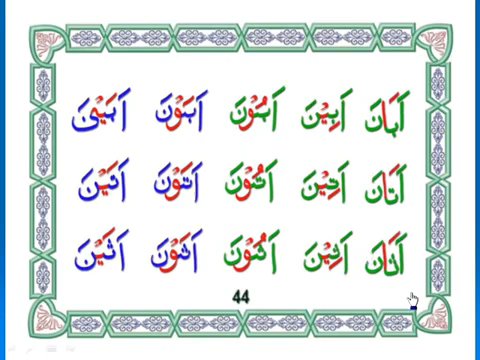 اَبَانَ اَبِيْنَ اَبُوْنَ اَبَوْنَ اَبَيْنَ
اَتَانَ اَتِيْنَ اَتُوْنَ اَتَوْنَ اَتَيْنَ
اَثَانَ اَثِيْنَ اَثُوْنَ اَثَوْنَ اَثَيْنَ
44